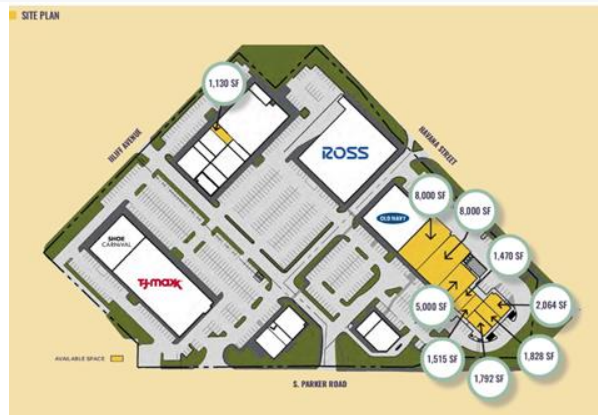 SITE PLAN
1,130 SF
ILIFF AVENUE
HAVANA STREET
ROSS
OLD NAVY
8,000 SF
8,000 SF
1,470 SF
SHOE
CARNIVAL
T·J·maxx
5,000 SF
2,064 SF
1,515 SF
1,828 SF
1,792 SF
AVAILABLE SPACE
S. PARKER ROAD